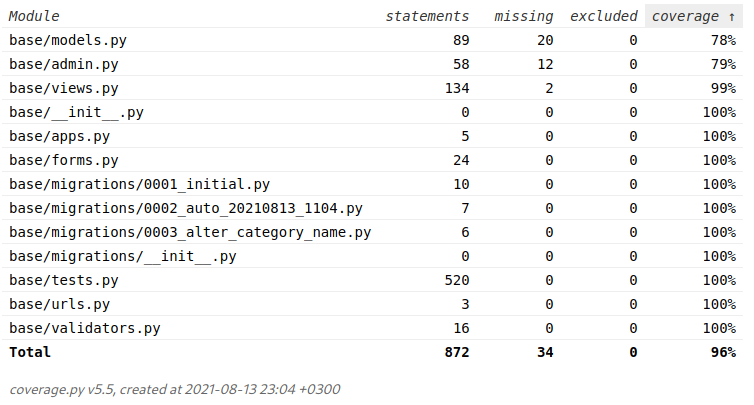 Module statements missing excluded coverage ↑
base/models.py 89 20 0 78%
base/admin.py 58 12 0 79%
base/views.py 134 2 0 99%
base/__init__.py 0 0 0 100%
base/apps.py 5 0 0 100%
base/forms.py 24 0 0 100%
base/migrations/0001_initial.py 10 0 0 100%
base/migrations/0002_auto_20210813_1104.py 7 0 0 100%
base/migrations/0003_alter_category_name.py 6 0 0 100%
base/migrations/__init__.py 0 0 0 100%
base/tests.py 520 0 0 100%
base/urls.py 3 0 0 100%
base/validators.py 16 0 0 100%
Total 872 34 0 96%
coverage.py v5.5, created at 2021-08-13 23:04 +0300